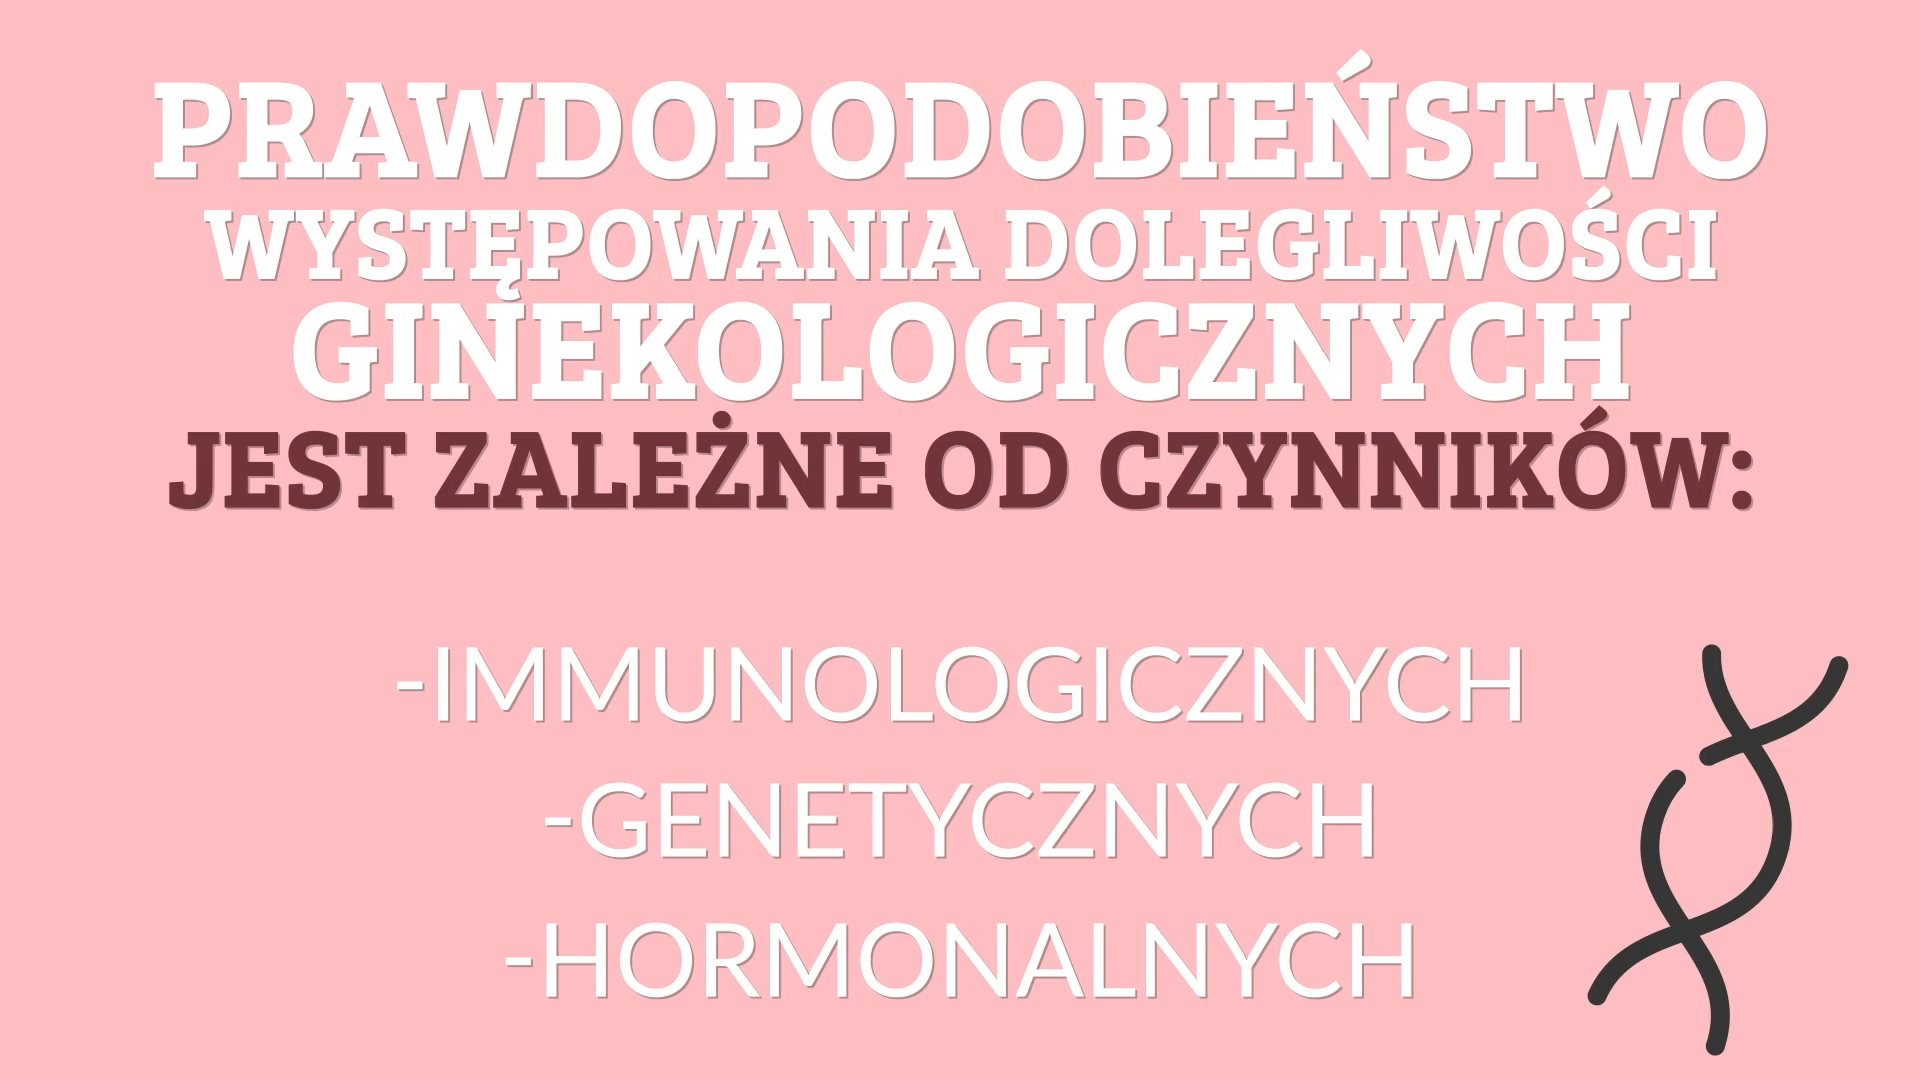 PRAWDOPODOBIEŃSTWO
WYSTĘPOWANIA DOLEGLIWOŚCI
GINEKOLOGICZNYCH
JEST ZALEŻNE OD CZYNNIKÓW:
-IMMUNOLOGICZNYCH
-GENETYCZNYCH
-HORMONALNYCH